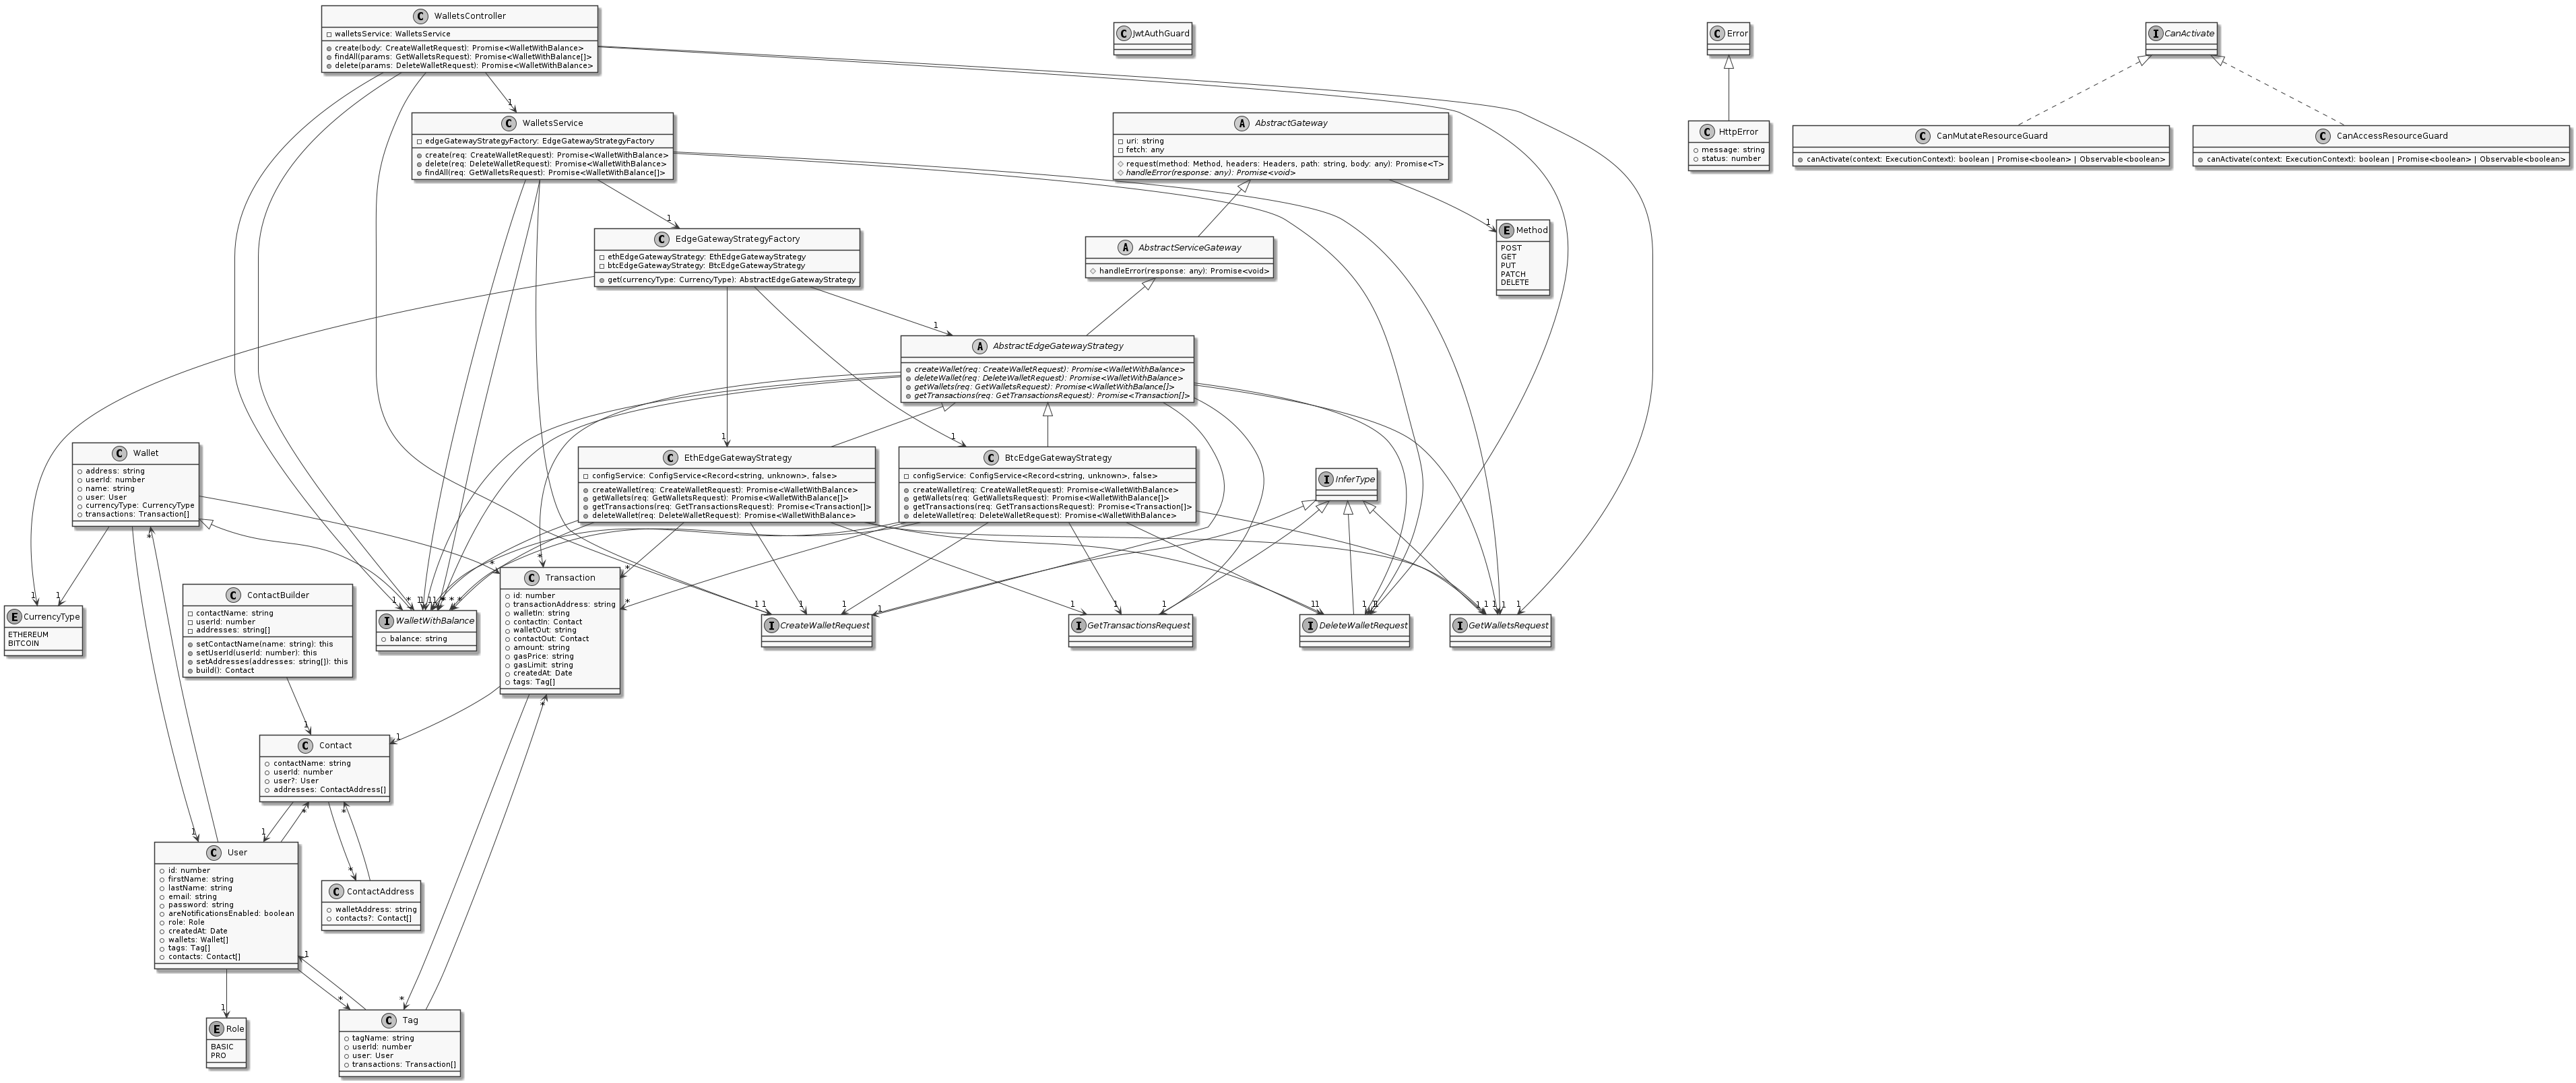 C WalletsController
walletsService: WalletsService
create(body: CreateWalletRequest): Promise<WalletWithBalance>
findAll(params: GetWalletsRequest): Promise<WalletWithBalance[]>
delete(params: DeleteWalletRequest): Promise<WalletWithBalance>
C JwtAuthGuard
C Error
I CanActivate
C WalletsService
edgeGatewayStrategyFactory: EdgeGatewayStrategyFactory
create(req: CreateWalletRequest): Promise<WalletWithBalance>
delete(req: DeleteWalletRequest): Promise<WalletWithBalance>
findAll(req: GetWalletsRequest): Promise<WalletWithBalance[]>
A AbstractGateway
uri: string
fetch: any
request(method: Method, headers: Headers, path: string, body: any): Promise<T>
handleError(response: any): Promise<void>
C HttpError
message: string
status: number
C CanMutateResourceGuard
canActivate(context: ExecutionContext): boolean | Promise<boolean> | Observable<boolean>
C CanAccessResourceGuard
canActivate(context: ExecutionContext): boolean | Promise<boolean> | Observable<boolean>
C EdgeGatewayStrategyFactory
ethEdgeGatewayStrategy: EthEdgeGatewayStrategy
btcEdgeGatewayStrategy: BtcEdgeGatewayStrategy
get(currencyType: CurrencyType): AbstractEdgeGatewayStrategy
A AbstractServiceGateway
handleError(response: any): Promise<void>
E Method
POST
GET
PUT
PATCH
DELETE
A AbstractEdgeGatewayStrategy
createWallet(req: CreateWalletRequest): Promise<WalletWithBalance>
deleteWallet(req: DeleteWalletRequest): Promise<WalletWithBalance>
getWallets(req: GetWalletsRequest): Promise<WalletWithBalance[]>
getTransactions(req: GetTransactionsRequest): Promise<Transaction[]>
C Wallet
address: string
userId: number
name: string
user: User
currencyType: CurrencyType
transactions: Transaction[]
C EthEdgeGatewayStrategy
configService: ConfigService<Record<string, unknown>, false>
createWallet(req: CreateWalletRequest): Promise<WalletWithBalance>
getWallets(req: GetWalletsRequest): Promise<WalletWithBalance[]>
getTransactions(req: GetTransactionsRequest): Promise<Transaction[]>
deleteWallet(req: DeleteWalletRequest): Promise<WalletWithBalance>
C BtcEdgeGatewayStrategy
configService: ConfigService<Record<string, unknown>, false>
createWallet(req: CreateWalletRequest): Promise<WalletWithBalance>
getWallets(req: GetWalletsRequest): Promise<WalletWithBalance[]>
getTransactions(req: GetTransactionsRequest): Promise<Transaction[]>
deleteWallet(req: DeleteWalletRequest): Promise<WalletWithBalance>
I InferType
E CurrencyType
ETHEREUM
BITCOIN
C ContactBuilder
contactName: string
userId: number
addresses: string[]
setContactName(name: string): this
setUserId(userId: number): this
setAddresses(addresses: string[]): this
build(): Contact
I WalletWithBalance
balance: string
C Transaction
id: number
transactionAddress: string
walletIn: string
contactIn: Contact
walletOut: string
contactOut: Contact
amount: string
gasPrice: string
gasLimit: string
createdAt: Date
tags: Tag[]
I CreateWalletRequest
I GetTransactionsRequest
I DeleteWalletRequest
I GetWalletsRequest
C Contact
contactName: string
userId: number
user?: User
addresses: ContactAddress[]
C User
id: number
firstName: string
lastName: string
email: string
password: string
areNotificationsEnabled: boolean
role: Role
createdAt: Date
wallets: Wallet[]
tags: Tag[]
contacts: Contact[]
C ContactAddress
walletAddress: string
contacts?: Contact[]
E Role
BASIC
PRO
C Tag
tagName: string
userId: number
user: User
transactions: Transaction[]